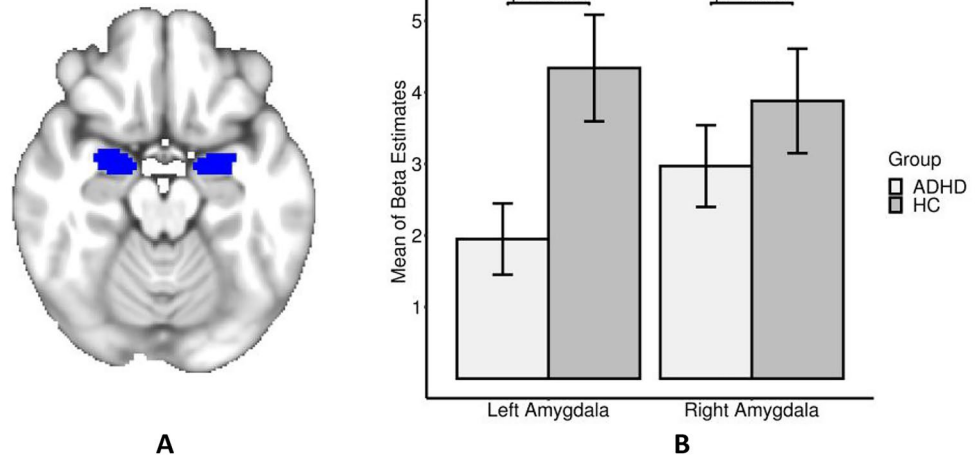 5
4
3
2
1
Mean of Beta Estimates
Left Amygdala
Right Amygdala
Group
ADHD
HC
A
B